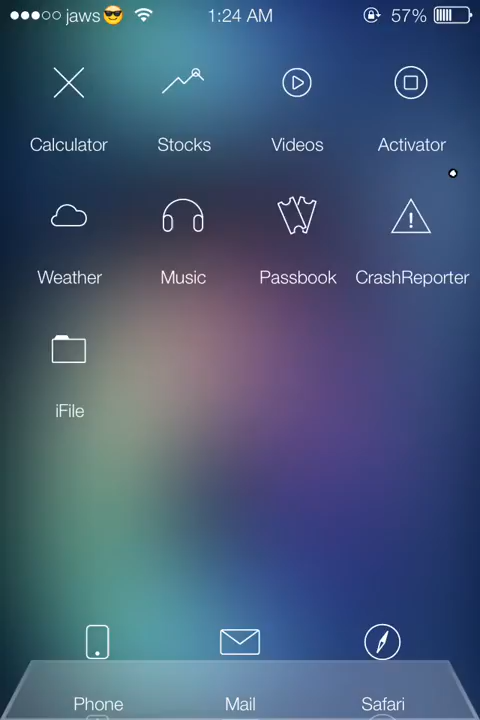 jaws😎 1:24 AM 57%
Calculator Stocks Videos Activator
Weather Music Passbook CrashReporter
iFile
Phone Mail Safari